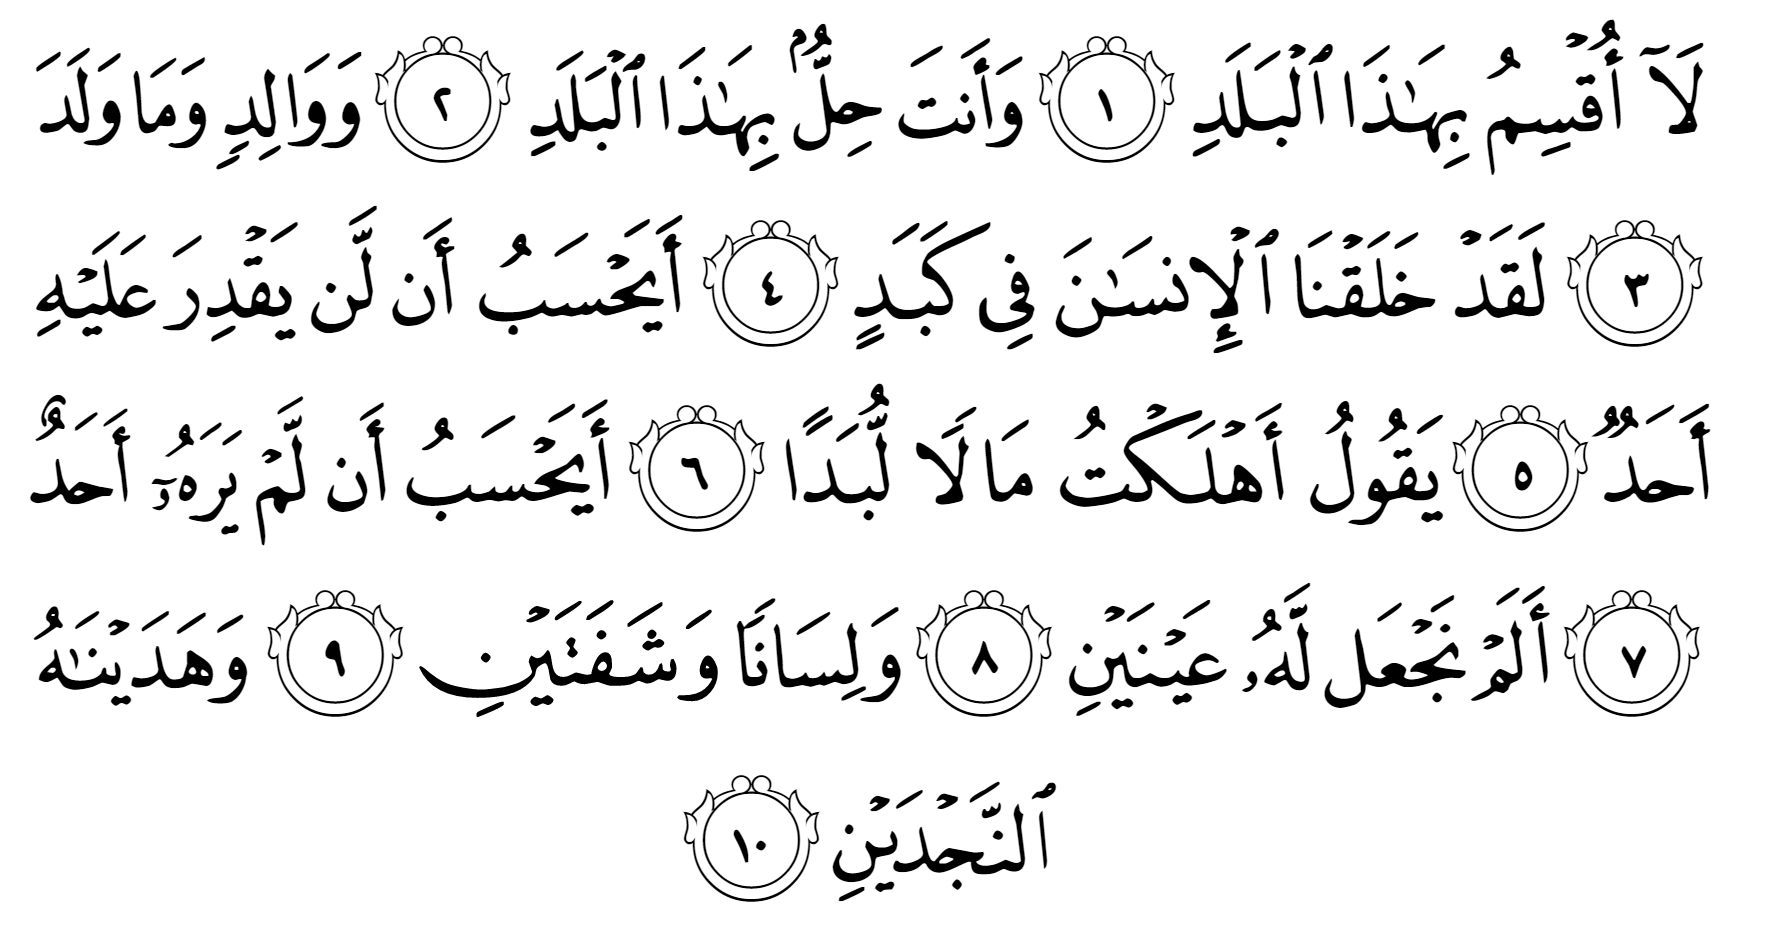 لَآ أُقۡسِمُ بِهَٰذَا ٱلۡبَلَدِ ١ وَأَنتَ حِلُّۢ بِهَٰذَا ٱلۡبَلَدِ ٢ وَوَالِدٖ وَمَا وَلَدَ
٣ لَقَدۡ خَلَقۡنَا ٱلۡإِنسَٰنَ فِي كَبَدٍ ٤ أَيَحۡسَبُ أَن لَّن يَقۡدِرَ عَلَيۡهِ
أَحَدٞ ٥ يَقُولُ أَهۡلَكۡتُ مَالٗا لُّبَدًا ٦ أَيَحۡسَبُ أَن لَّمۡ يَرَهُۥٓ أَحَدٌ
٧ أَلَمۡ نَجۡعَل لَّهُۥ عَيۡنَيۡنِ ٨ وَلِسَانٗا وَشَفَتَيۡنِ ٩ وَهَدَيۡنَٰهُ
ٱلنَّجۡدَيۡنِ ١٠